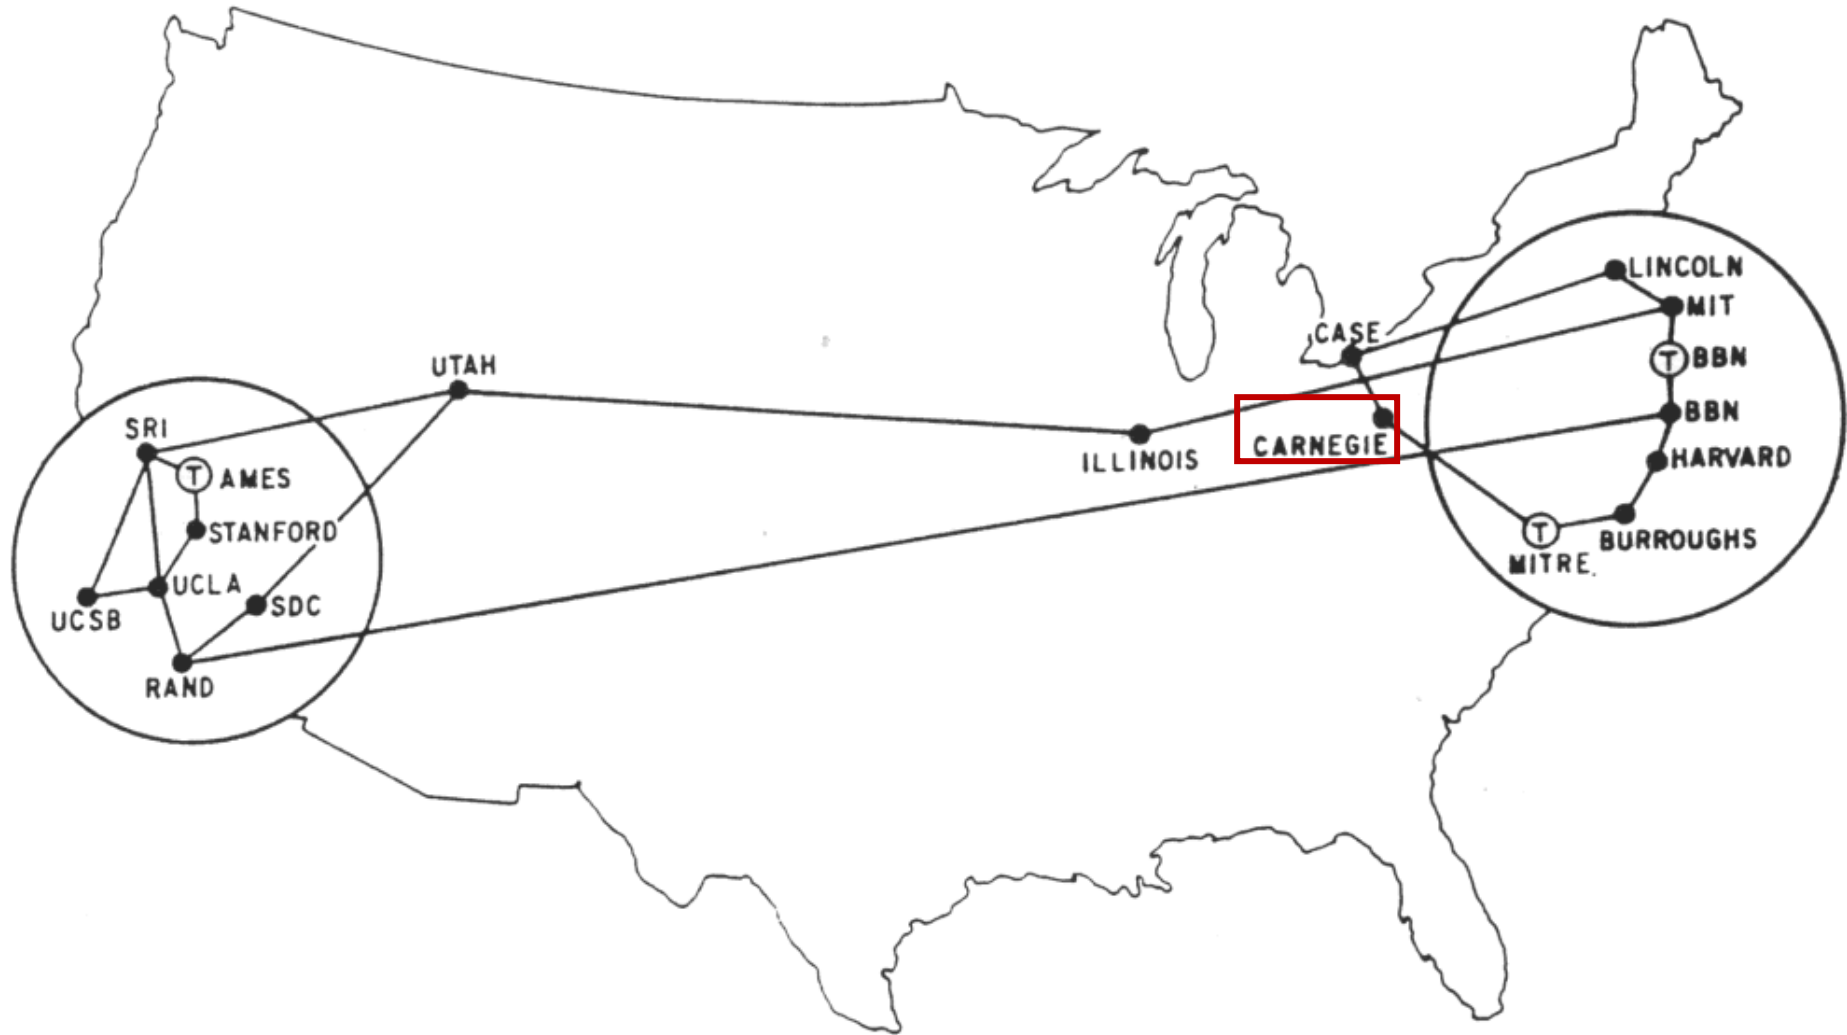 LINCOLN
MIT
CASE
T BBN
UTAH
BBN
SRI
CARNEGIE
ILLINOIS
HARVARD
T AMES
STANFORD
T
BURROUGHS
MITRE.
UCLA
SDC
UCSB
RAND